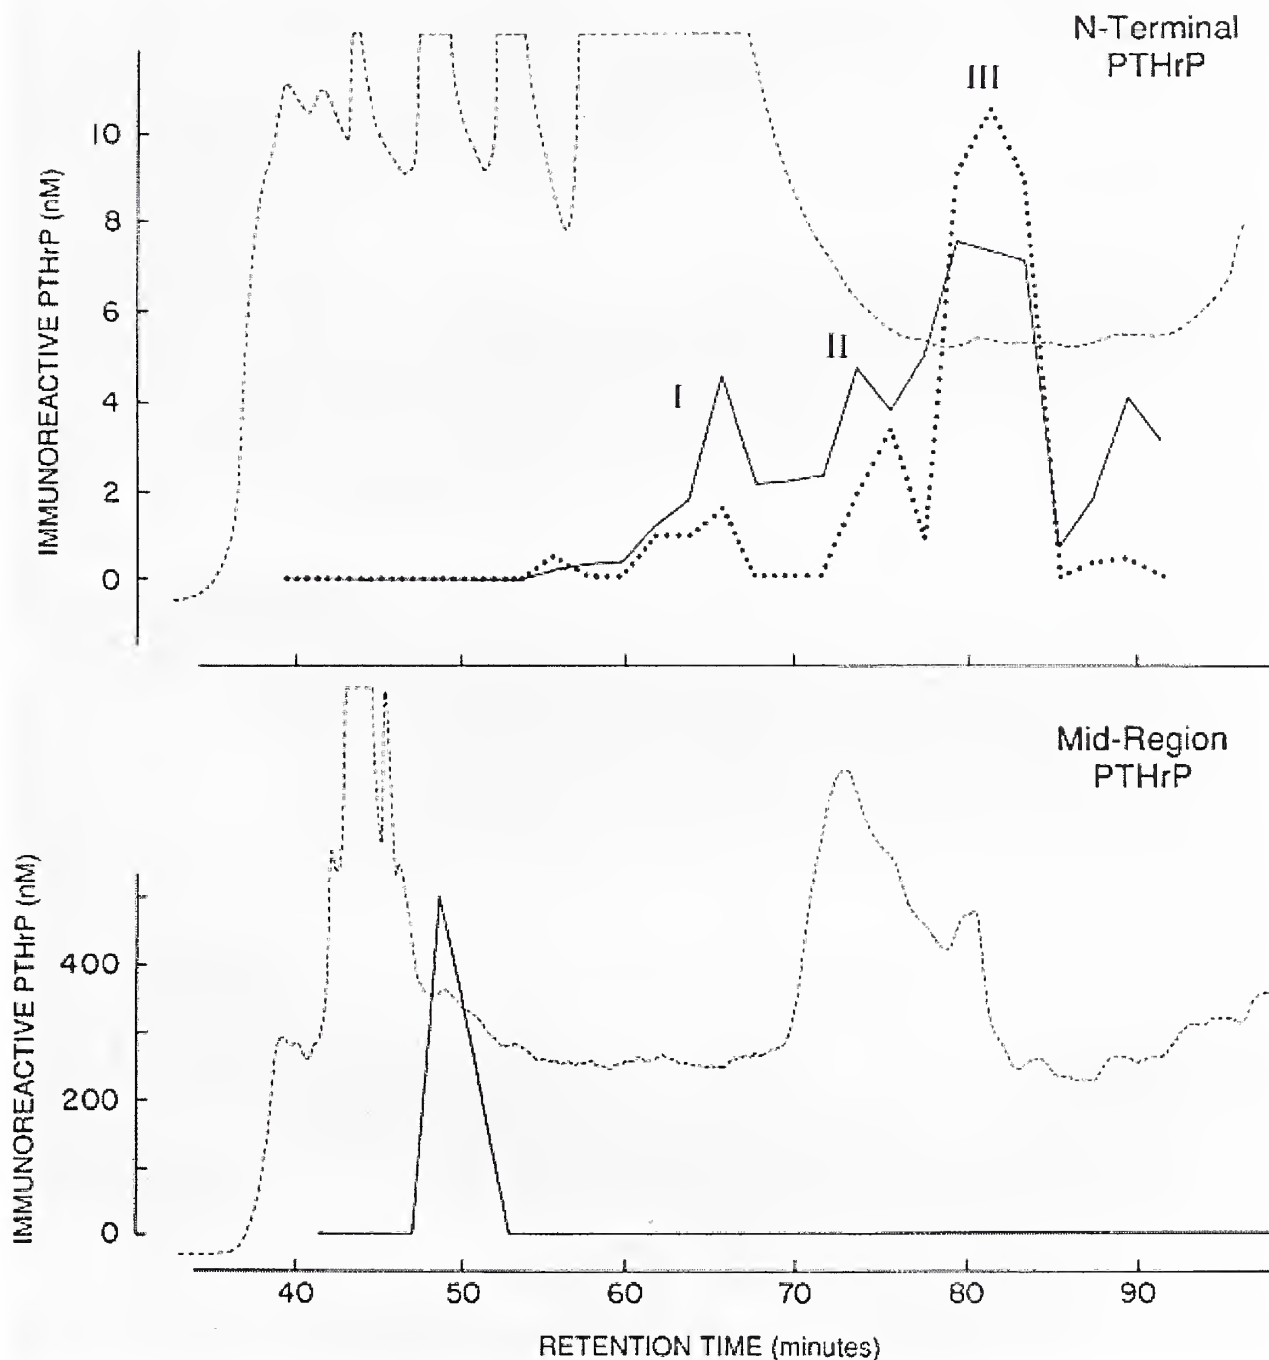 N-Terminal
PTHrP
III
10
8
6
4
2
0
II
I
IMMUNOREACTIVE PTHrP (nM)
Mid-Region
PTHrP
400
200
0
IMMUNOREACTIVE PTHrP (nM)
40 50 60 70 80 90
RETENTION TIME (minutes)